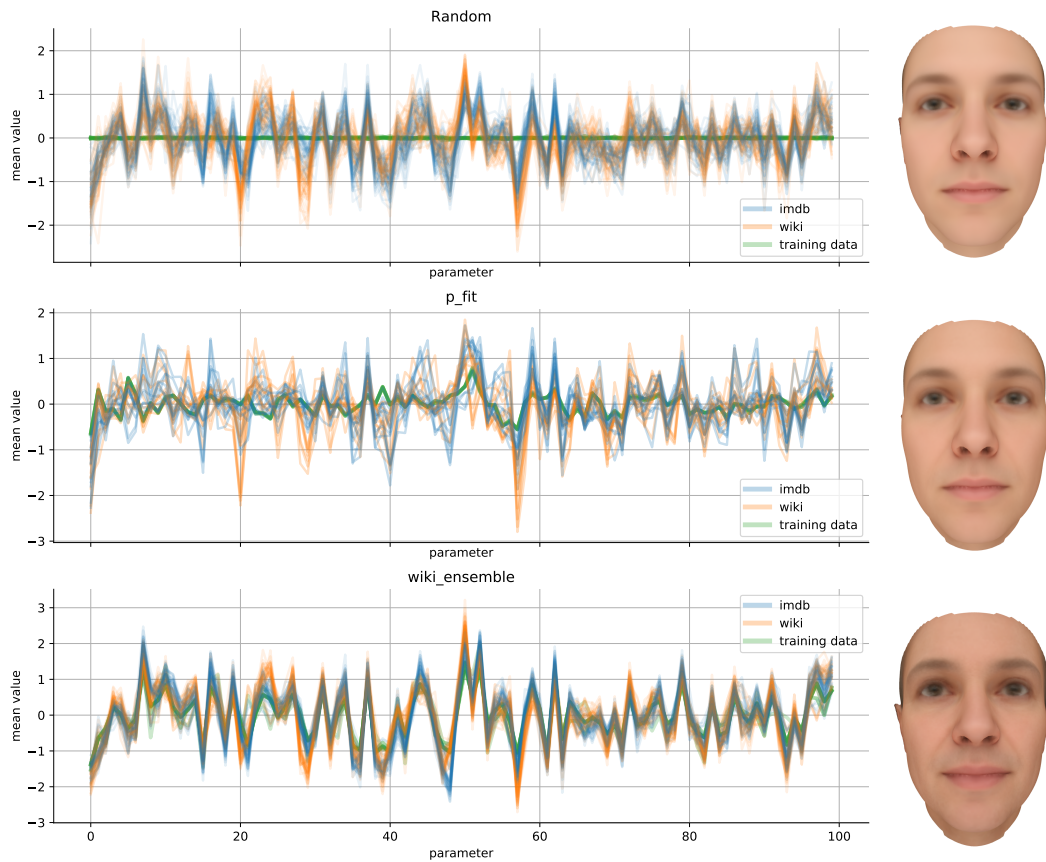 Random
2
1
0
−1
−2
mean value
imdb
wiki
training data
parameter
p_fit
2
1
0
−1
−2
−3
mean value
imdb
wiki
training data
parameter
wiki_ensemble
3
2
1
0
−1
−2
−3
mean value
imdb
wiki
training data
0 20 40 60 80 100
parameter